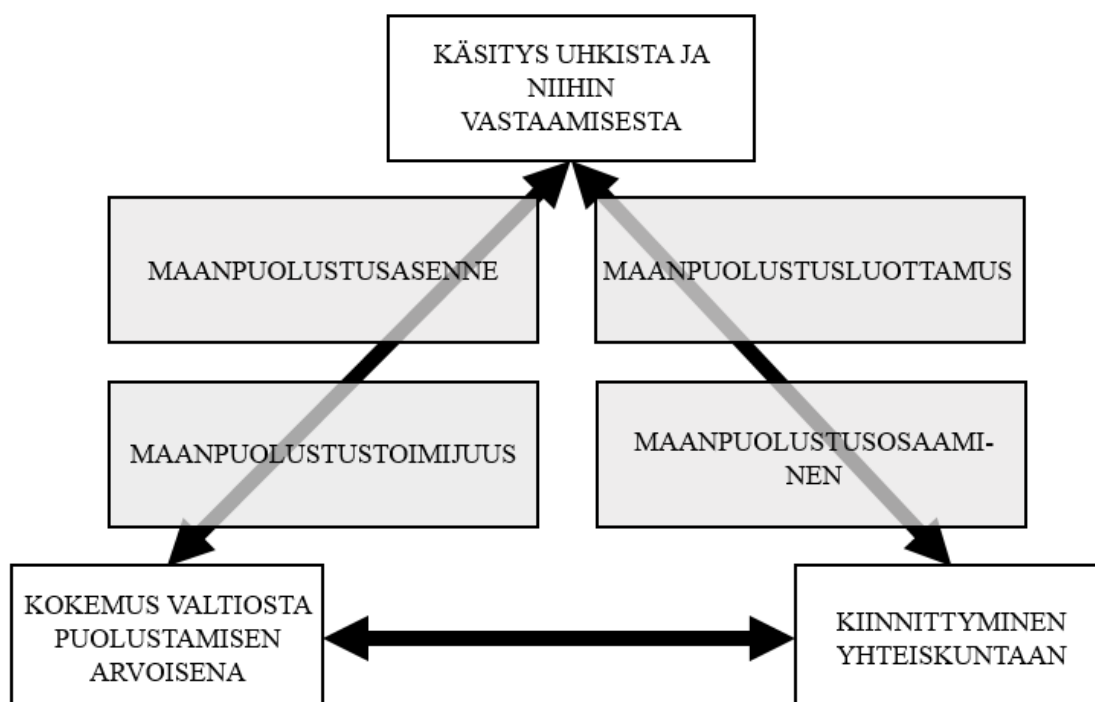 KÄSITYS UHKISTA JA
NIIHIN
VASTAAMISESTA
MAANPUOLUSTUSASENNE
MAANPUOLUSTUSLUOTTAMUS
MAANPUOLUSTUSTOIMIJUUS
MAANPUOLUSTUSOSAAMI-
NEN
KOKEMUS VALTIOSTA
PUOLUSTAMISEN
ARVOISENA
KIINNITTYMINEN
YHTEISKUNTAAN